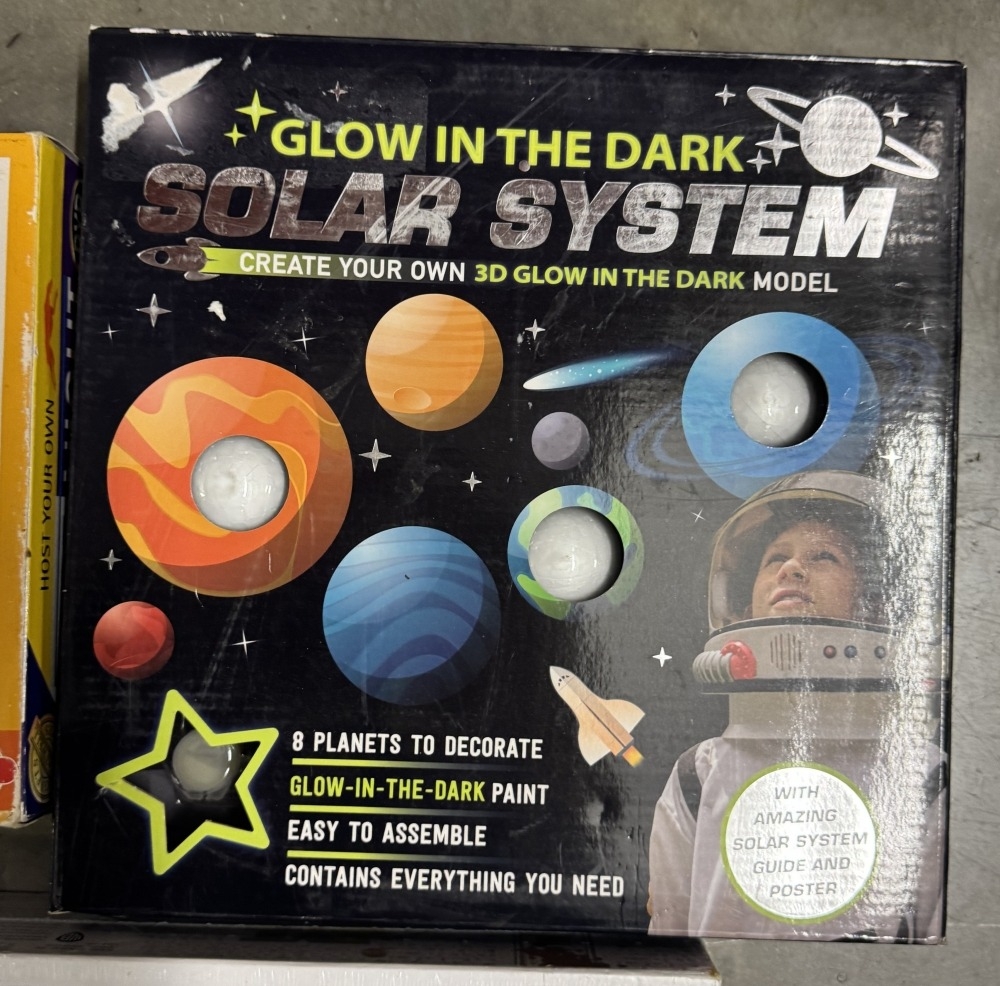 GLOW IN THE DARK
SOLAR SYSTEM
CREATE YOUR OWN 3D GLOW IN THE DARK MODEL
8 PLANETS TO DECORATE
GLOW-IN-THE-DARK PAINT
EASY TO ASSEMBLE
CONTAINS EVERYTHING YOU NEED
WITH
AMAZING
SOLAR SYSTEM
GUIDE AND
POSTER
HOST YOUR OWN